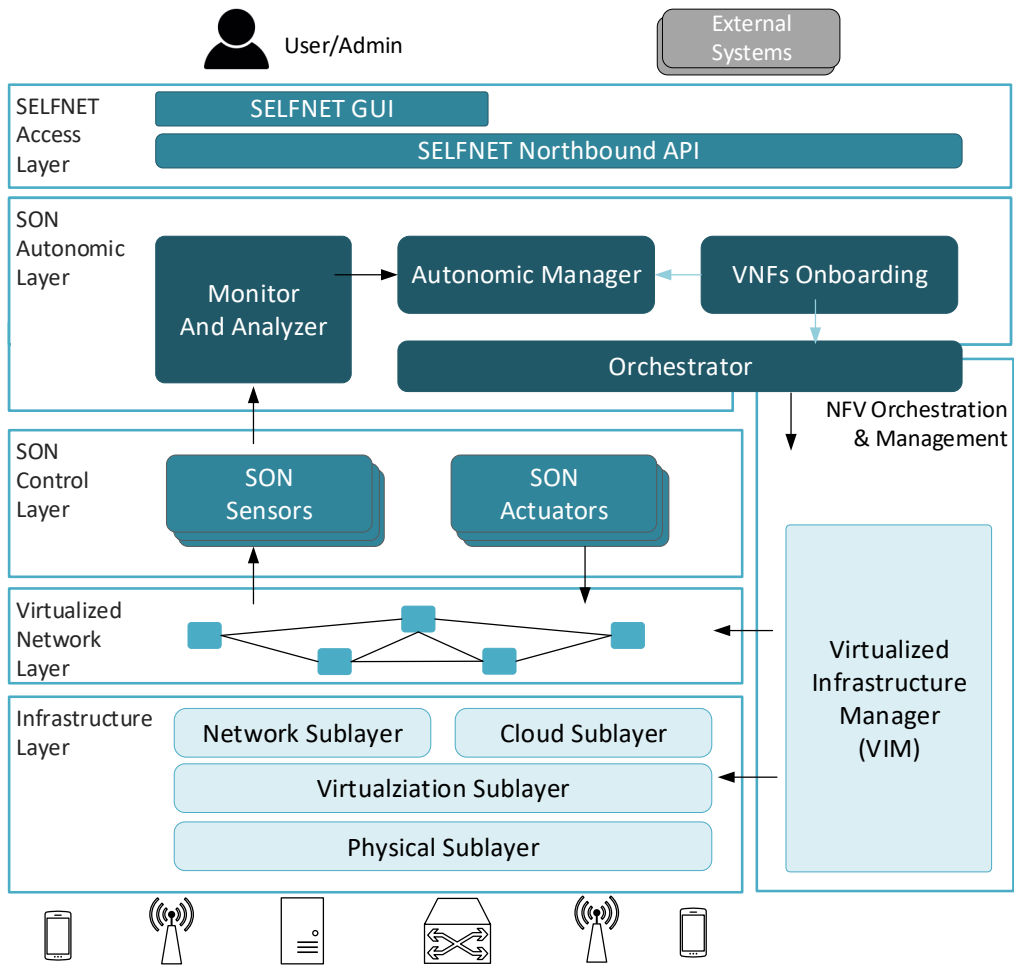 User/Admin
External
Systems
SELFNET
Access
Layer
SELFNET GUI
SELFNET Northbound API
SON
Autonomic
Layer
Monitor
And Analyzer
Autonomic Manager
VNFs Onboarding
Orchestrator
NFV Orchestration
& Management
SON
Control
Layer
SON
Sensors
SON
Actuators
Virtualized
Network
Layer
Virtualized
Infrastructure
Manager
(VIM)
Infrastructure
Layer
Network Sublayer
Cloud Sublayer
Virtualziation Sublayer
Physical Sublayer